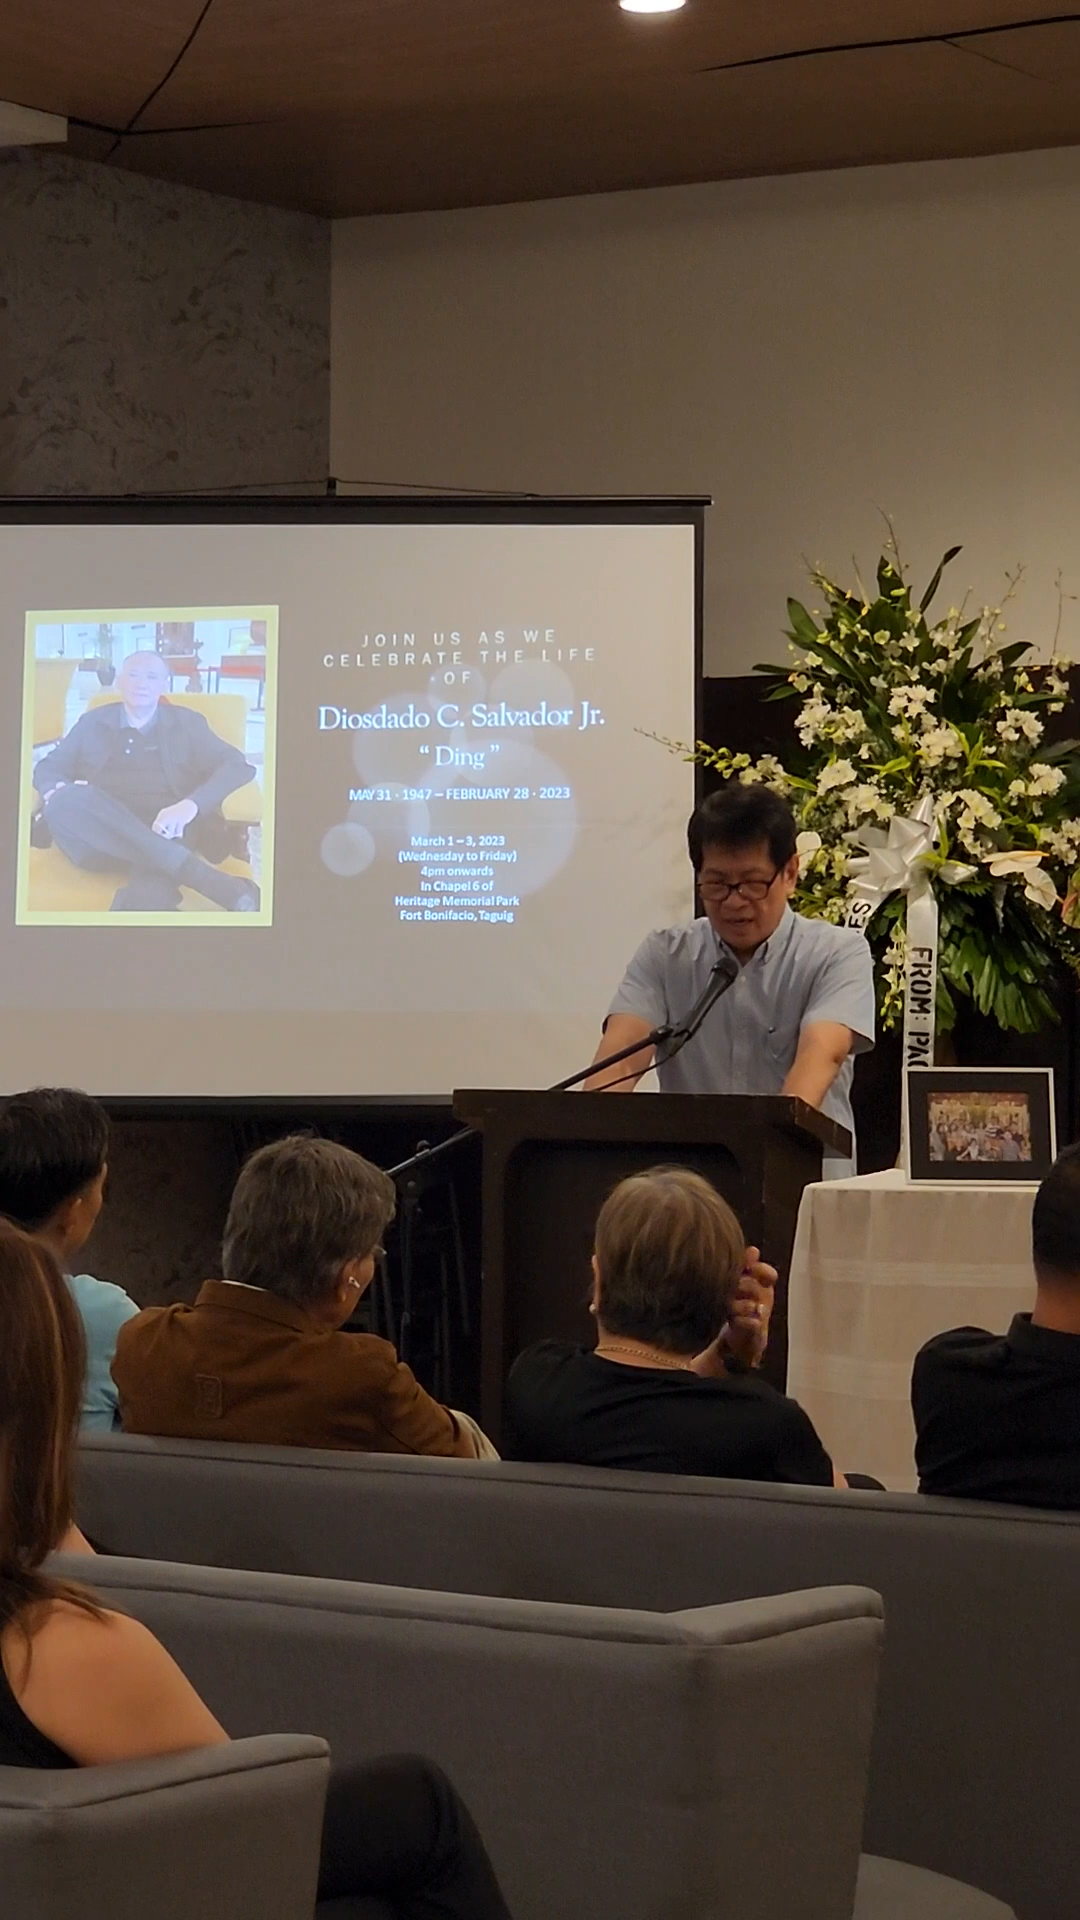 JOIN US AS WE
CELEBRATE THE LIFE
OF
Diosdado C. Salvador Jr.
“ Ding ”
MAY 31 · 1947 – FEBRUARY 28 · 2023
March 1 – 3, 2023
(Wednesday to Friday)
4pm onwards
In Chapel 6 of
Heritage Memorial Park
Fort Bonifacio, Taguig
FROM: